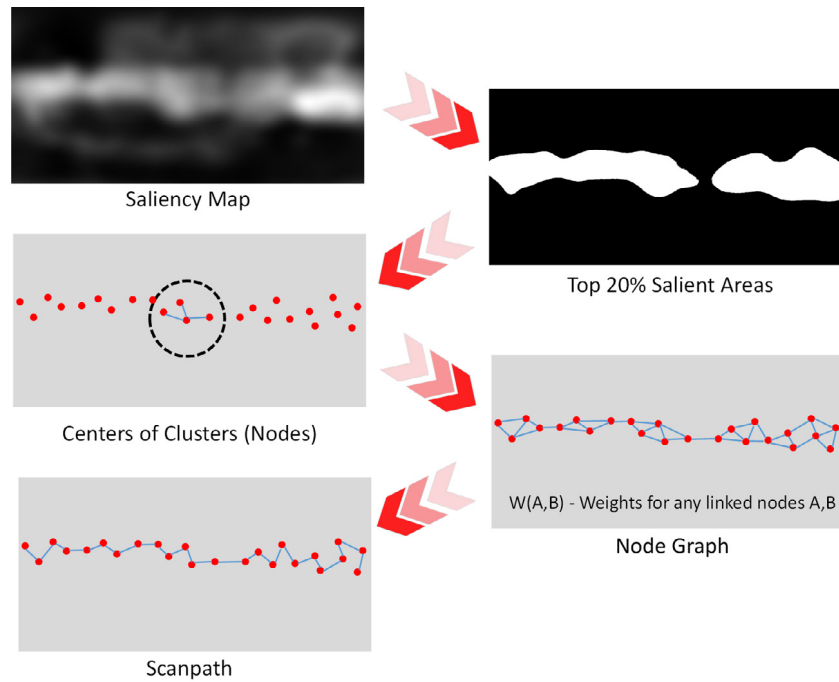 Saliency Map
Top 20% Salient Areas
Centers of Clusters (Nodes)
W(A,B) - Weights for any linked nodes A,B
Node Graph
Scanpath